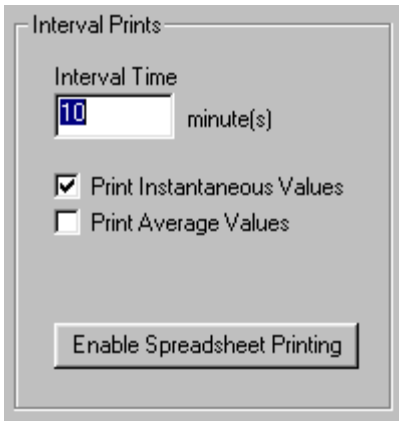 Interval Prints
Interval Time
10 minute(s)
Print Instantaneous Values
Print Average Values
Enable Spreadsheet Printing